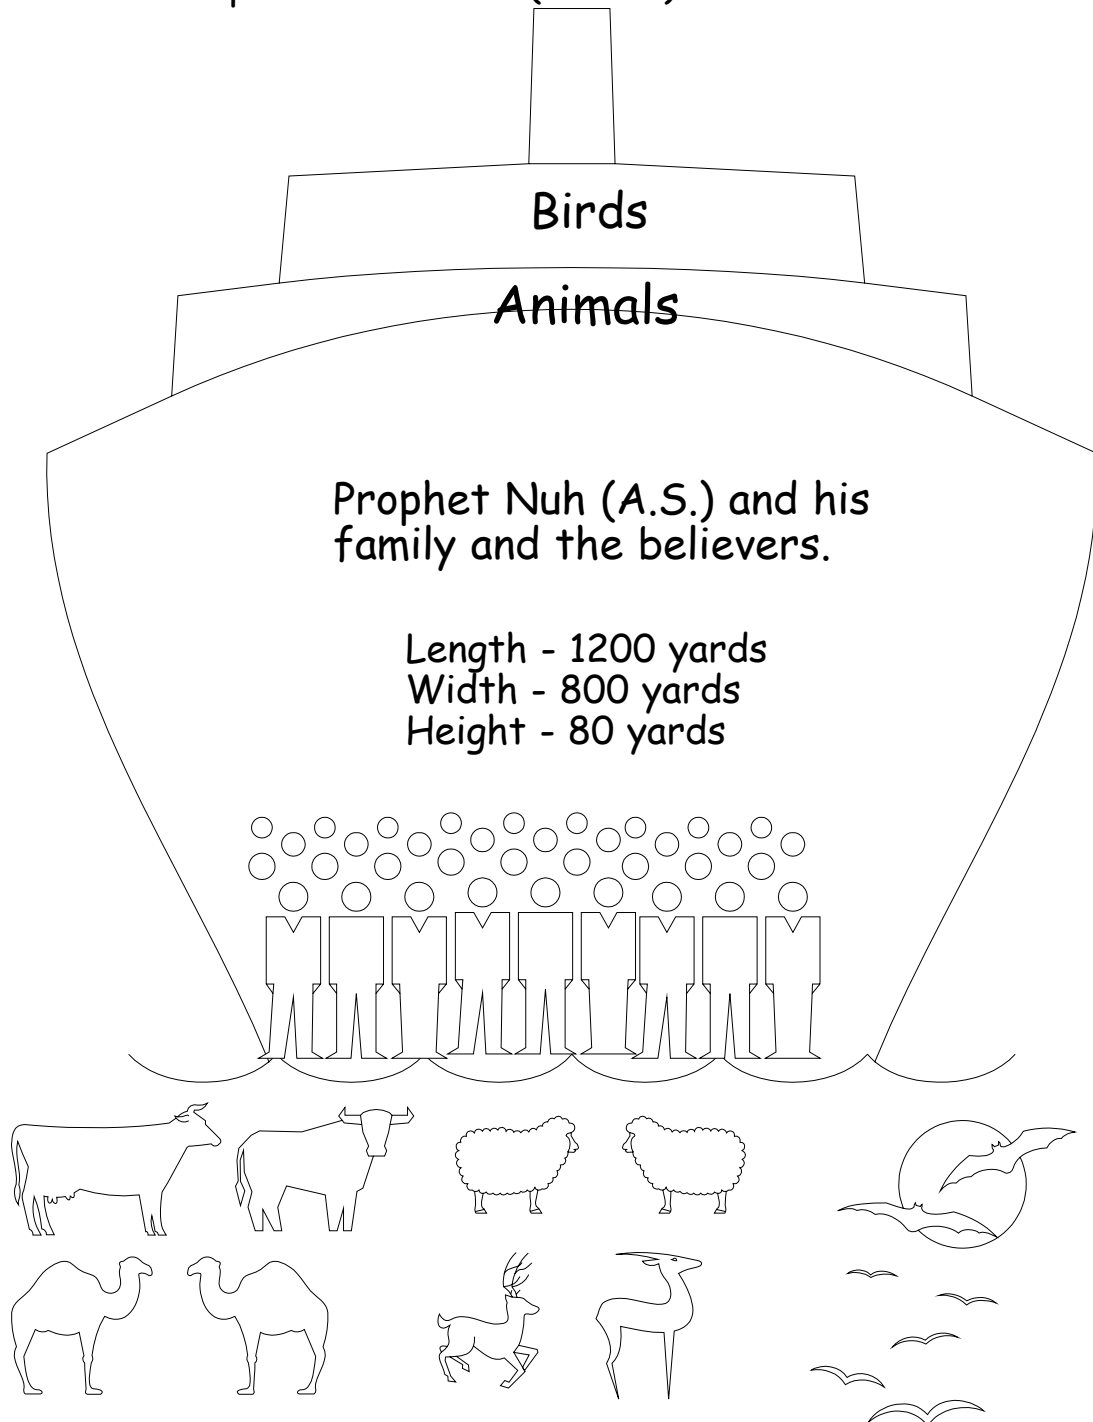 Birds
Animals
Prophet Nuh (A.S.) and his
family and the believers.
Length - 1200 yards
Width - 800 yards
Height - 80 yards